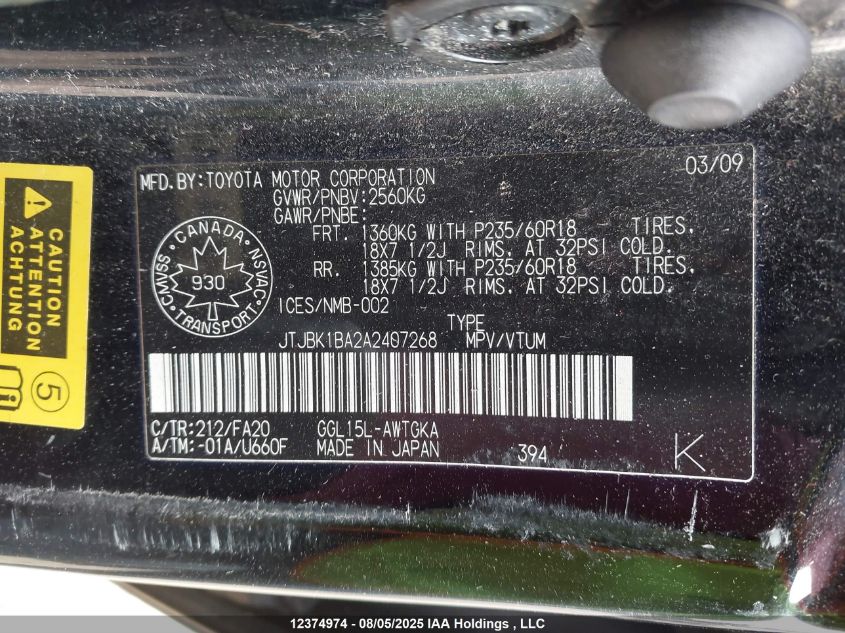 MFD.BY:TOYOTA MOTOR CORPORATION 03/09
GVWR/PNBV:2560KG
GAWR/PNBE:
FRT. 1360KG WITH P235/60R18 TIRES.
18X7 1/2J RIMS. AT 32PSI COLD.
RR. 1385KG WITH P235/60R18 TIRES.
18X7 1/2J RIMS. AT 32PSI COLD.
CANADA
CMVSS 930 NSVAC
TRANSPORT
ICES/NMB-002
TYPE
JTJBK1BA2A2407268 MPV/VTUM
C/TR:212/FA20 GGL15L-AWTGKA
A/TM:-01A/U660F MADE IN JAPAN 394 K
CAUTION
ATTENTION
ACHTUNG
5
12374974 - 08/05/2025 IAA Holdings , LLC